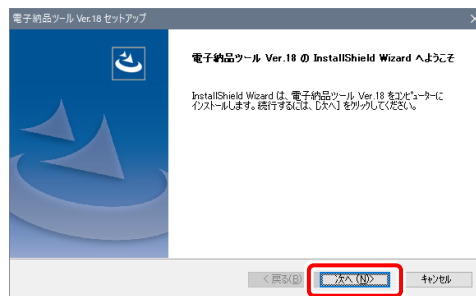 電子納品ツール Ver.18 セットアップ
電子納品ツール Ver.18 の InstallShield Wizard へようこそ
InstallShield Wizard は、電子納品ツール Ver.18 をコンピューターに
インストールします。続行するには、[次へ] をクリックしてください。
< 戻る(B)
次へ(N)>
キャンセル